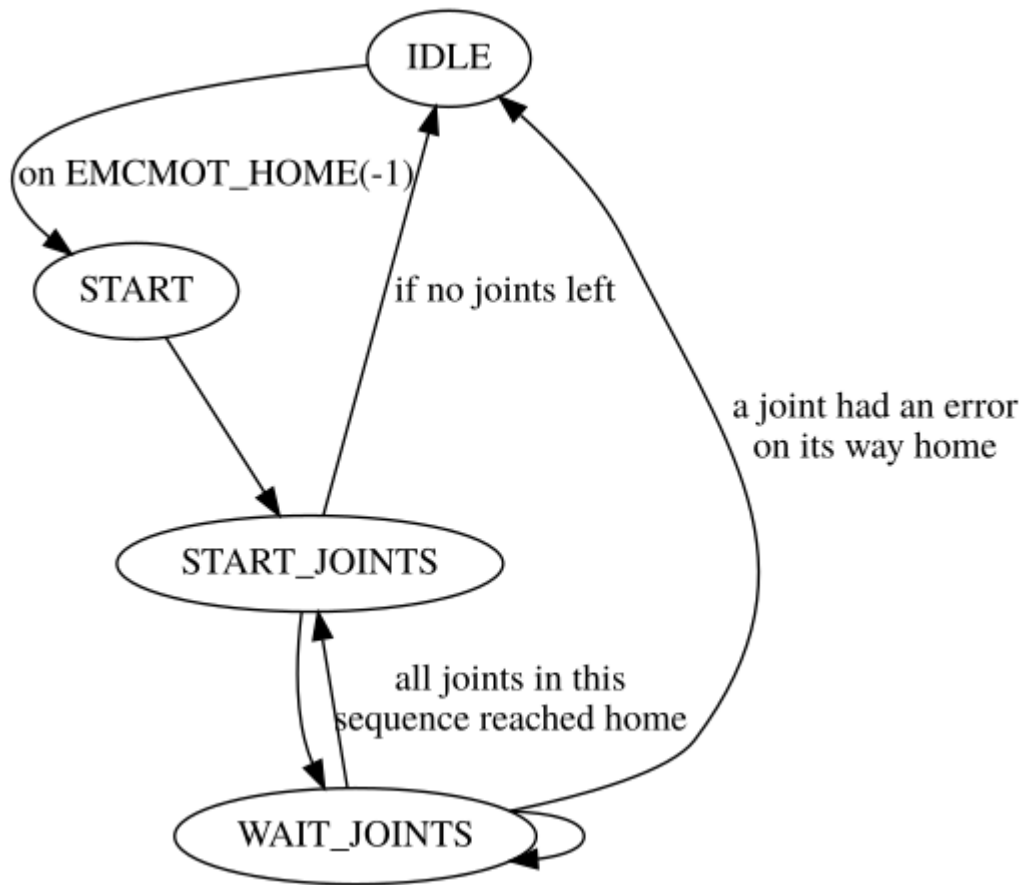 IDLE
on EMCMOT_HOME(-1)
START
if no joints left
a joint had an error
on its way home
START_JOINTS
all joints in this
sequence reached home
WAIT_JOINTS